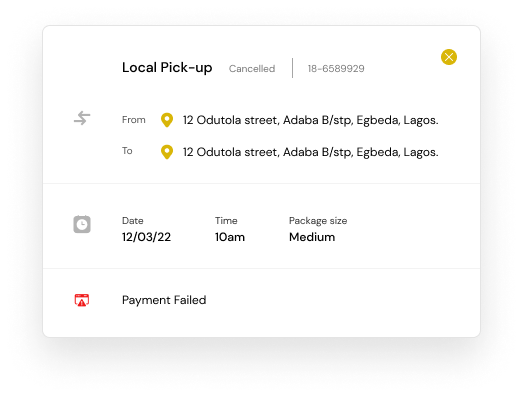 Local Pick-up Cancelled 18-6589929
From 12 Odutola street, Adaba B/stp, Egbeda, Lagos.
To 12 Odutola street, Adaba B/stp, Egbeda, Lagos.
Date Time Package size
12/03/22 10am Medium
Payment Failed